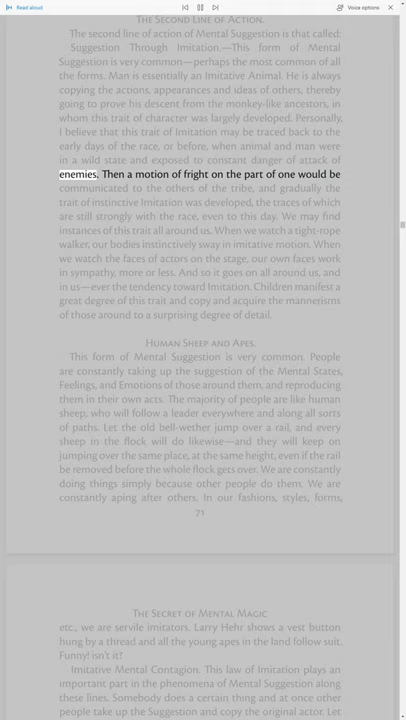 Read aloud
Voice options
The Second Line of Action.
The second line of action of Mental Suggestion is that called:
Suggestion Through Imitation.—This form of Mental
Suggestion is very common—perhaps the most common of all
the forms. Man is essentially an Imitative Animal. He is always
copying the actions, appearances and ideas of others, thereby
going to prove his descent from the monkey-like ancestors, in
whom this trait of character was largely developed. Personally,
I believe that this trait of Imitation may be traced back to the
early days of the race, or before, when animal and men were
in a wild state and exposed to constant danger of attack of
enemies. Then a motion of fright on the part of one would be
communicated to the others of the tribe, and gradually the
trait of instinctive Imitation was developed, the traces of which
are still strongly with the race, even to this day. We may find
instances of this trait all around us. When we watch a tight-rope
walker, our bodies instinctively sway in imitative motion. When
we watch the faces of actors on the stage, our own faces work
in sympathy, more or less. And so it goes on all around us, and
in us—ever the tendency toward Imitation. Children manifest a
great degree of this trait and copy and acquire the mannerisms
of those around to a surprising degree of detail.
Human Sheep and Apes.
This form of Mental Suggestion is very common. People
are constantly taking up the suggestion of the Mental States,
Feelings, and Emotions of those around them, and reproducing
them in their own acts. The majority of people are like human
sheep, who will follow a leader everywhere and along all sorts
of paths. Let the old bell-wether jump over a rail, and every
sheep in the flock will do likewise—and they will keep on
jumping over the same place, at the same height, even if the rail
be removed before the whole flock gets over. We are constantly
doing things simply because other people do them. We are
constantly aping after others. In our fashions, styles, forms,
71
The Secret of Mental Magic
etc., we are servile imitators. Larry Hehr shows a vest button
hung by a thread and all the young apes in the land follow suit.
Funny! isn't it?
Imitative Mental Contagion. This law of Imitation plays an
important part in the phenomena of Mental Suggestion along
these lines. Somebody does a certain thing and at once other
people take up the Suggestion and copy the original actor. Let